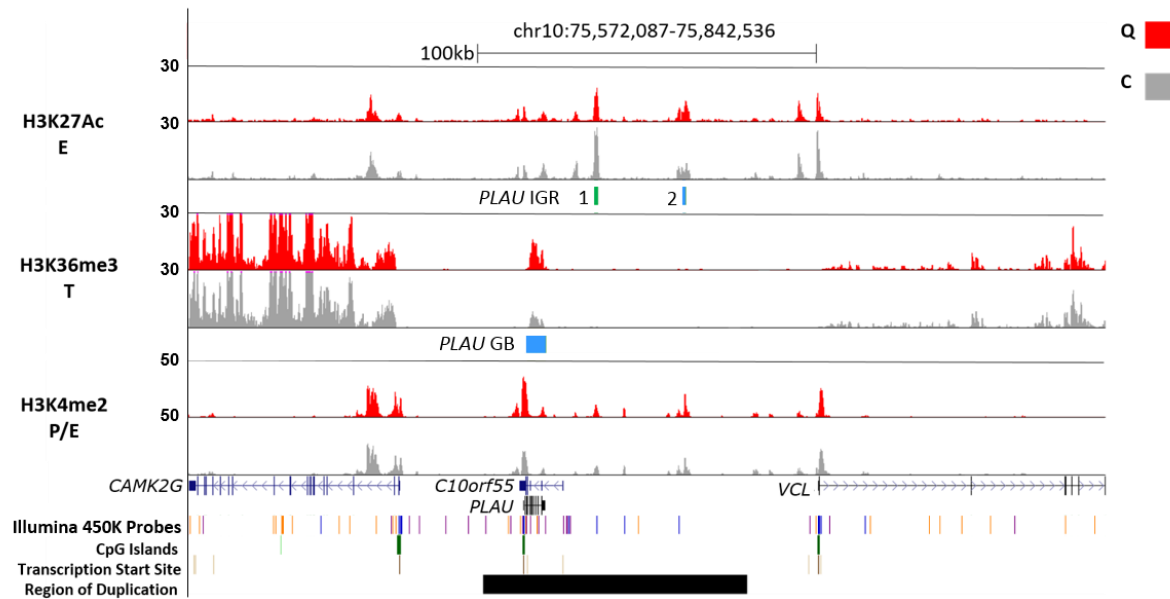 chr10:75,572,087-75,842,536
Q
100kb
30
C
H3K27Ac
E
30
PLAU IGR 1 2
30
H3K36me3
T
30
PLAU GB
50
H3K4me2
P/E
50
CAMK2G C10orf55 VCL
PLAU
Illumina 450K Probes
CpG Islands
Transcription Start Site
Region of Duplication